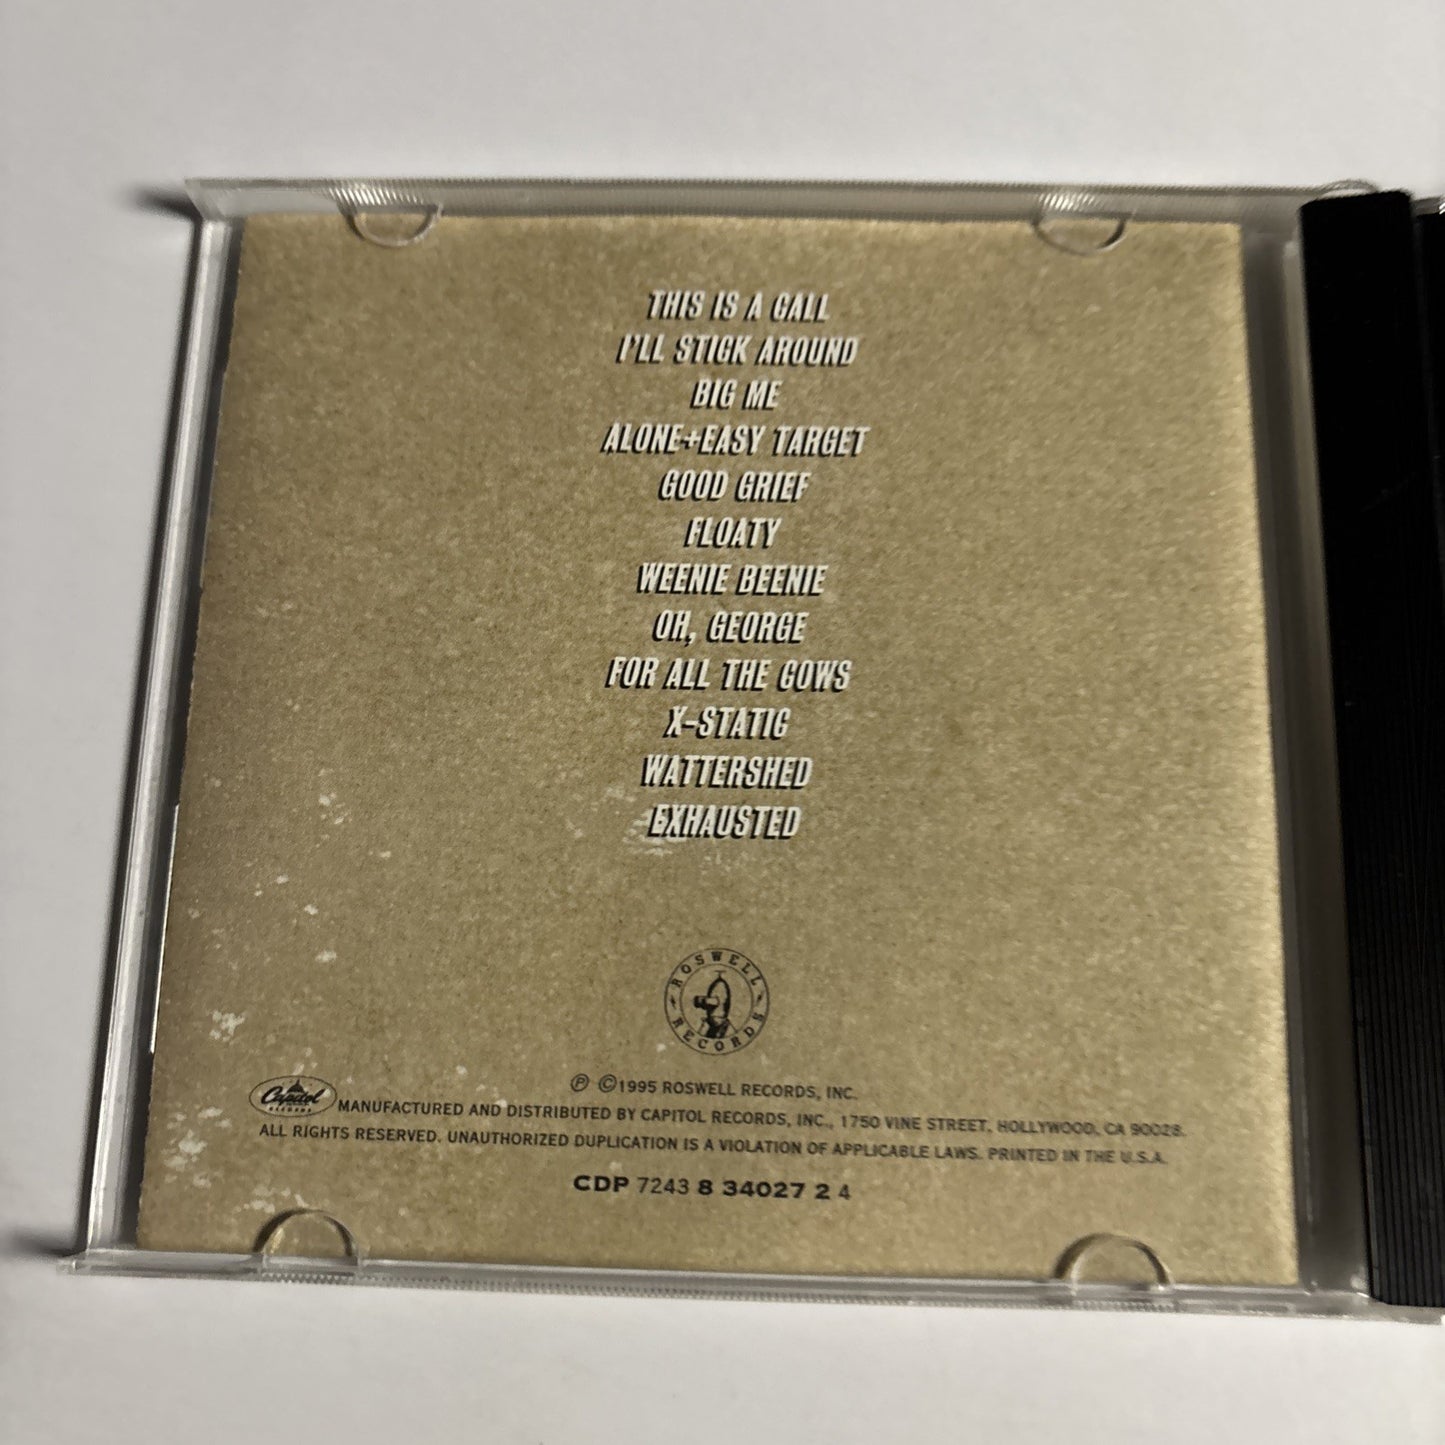 THIS IS A CALL
I'LL STICK AROUND
BIG ME
ALONE+EASY TARGET
GOOD GRIEF
FLOATY
WEENIE BEENIE
OH, GEORGE
FOR ALL THE COWS
X-STATIC
WATTERSHED
EXHAUSTED
ROSWELL RECORDS
℗ ©1995 ROSWELL RECORDS, INC.
Capitol
RECORDS
MANUFACTURED AND DISTRIBUTED BY CAPITOL RECORDS, INC., 1750 VINE STREET, HOLLYWOOD, CA 90028.
ALL RIGHTS RESERVED. UNAUTHORIZED DUPLICATION IS A VIOLATION OF APPLICABLE LAWS. PRINTED IN THE U.S.A.
CDP 7243 8 34027 2 4